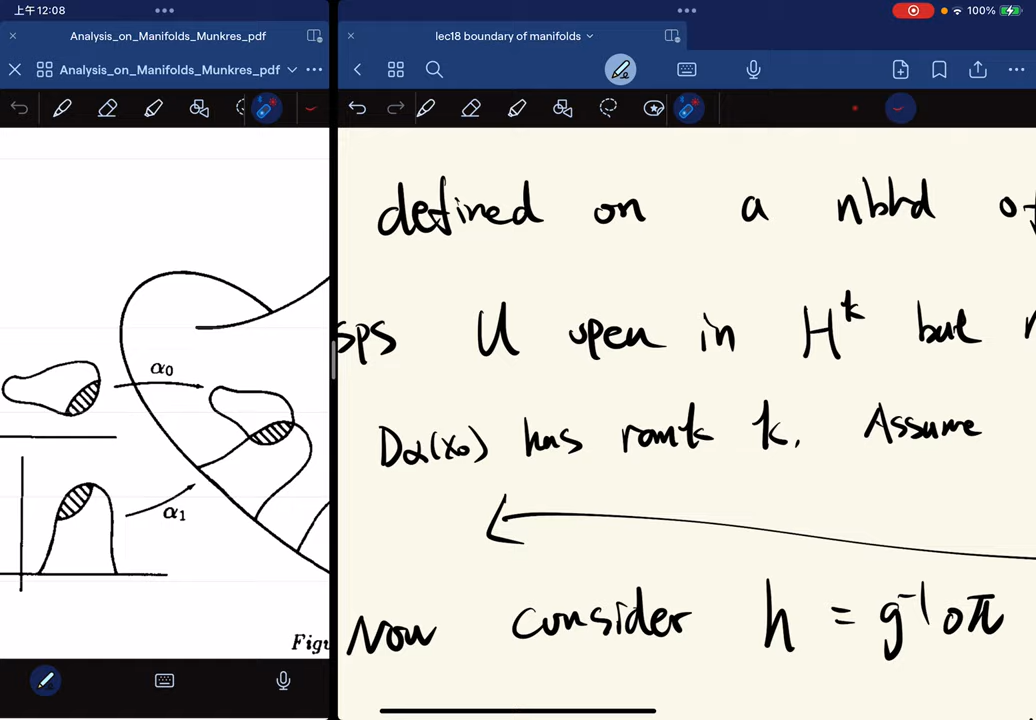 上午12:08
100%
Analysis_on_Manifolds_Munkres_pdf
lec18 boundary of manifolds
Analysis_on_Manifolds_Munkres_pdf
α0
α1
Figu
defined on a nbhd of
sps U open in H^k but
Dα(x₀) has rank k. Assume
Now consider h = g⁻¹ o π